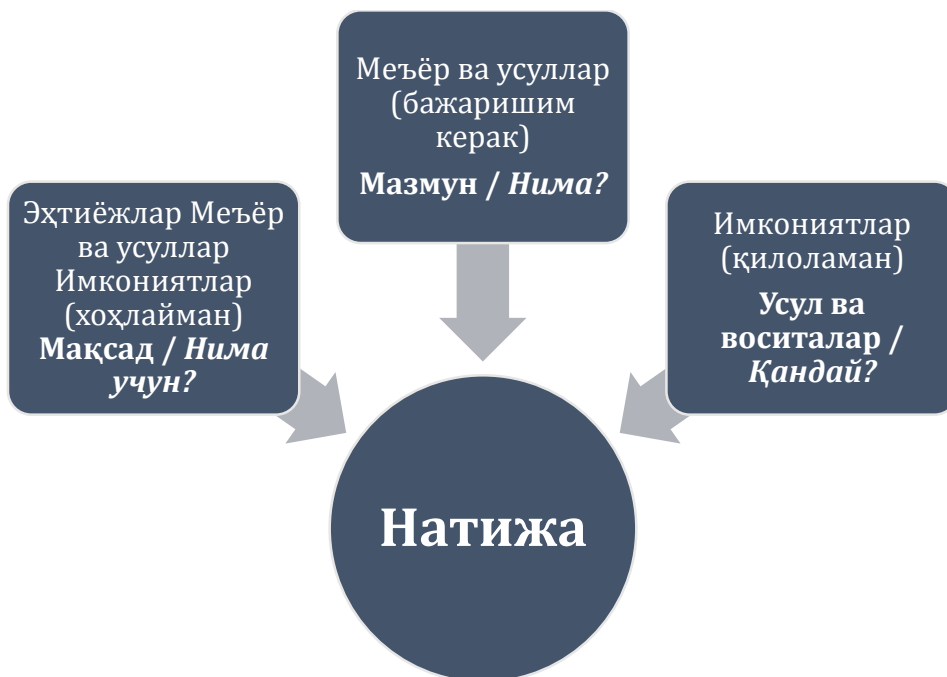 Эҳтиёжлар Меъёр
ва усуллар
Имкониятлар
(хоҳлайман)
Мақсад / Нима
учун?
Меъёр ва усуллар
(бажаришим
керак)
Мазмун / Нима?
Имкониятлар
(қилоламан)
Усул ва
воситалар /
Қандай?
Натижа